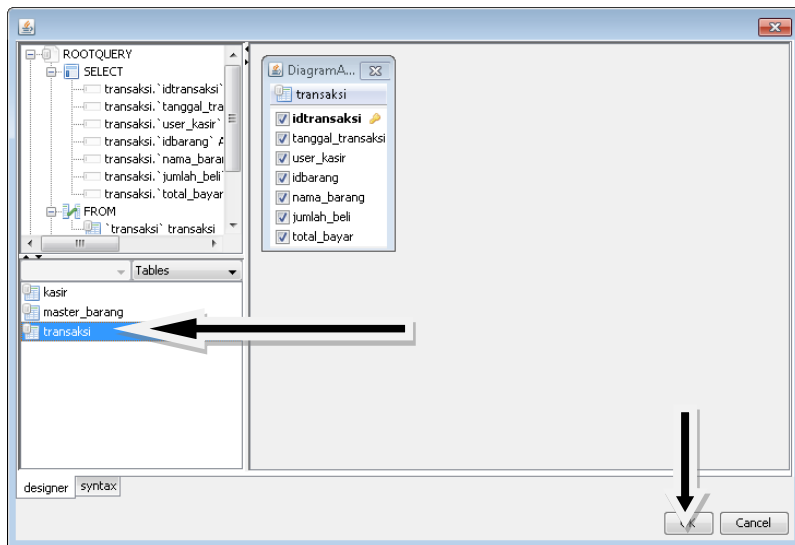 ROOTQUERY
SELECT
transaksi.`idtransaksi`
transaksi.`tanggal_tra
transaksi.`user_kasir`
transaksi.`idbarang` A
transaksi.`nama_barar
transaksi.`jumlah_beli`
transaksi.`total_bayar
FROM
`transaksi` transaksi
Tables
kasir
master_barang
transaksi
DiagramA...
transaksi
idtransaksi
tanggal_transaksi
user_kasir
idbarang
nama_barang
jumlah_beli
total_bayar
designer syntax
Cancel